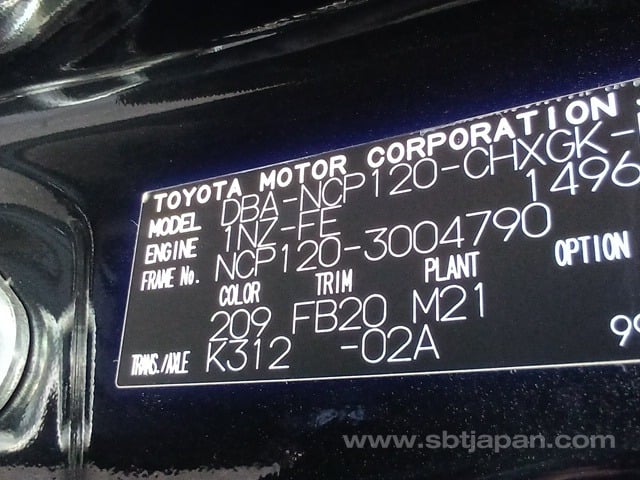 TOYOTA MOTOR CORPORATION
MODEL DBA-NCP120-CHXGK-
ENGINE 1NZ-FE 1496
FRAME No. NCP120-3004790
COLOR TRIM PLANT OPTION
209 FB20 M21
TRANS./AXLE K312 -02A 99
www.sbtjapan.com